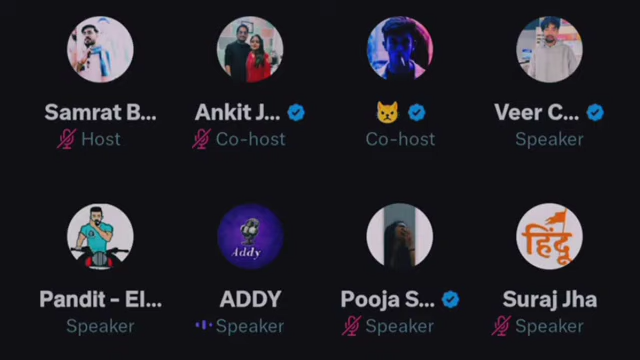 Samrat B... Ankit J... 😼 Veer C...
Host Co-host Co-host Speaker
Addy हिंदू
Pandit - El... ADDY Pooja S... Suraj Jha
Speaker Speaker Speaker Speaker